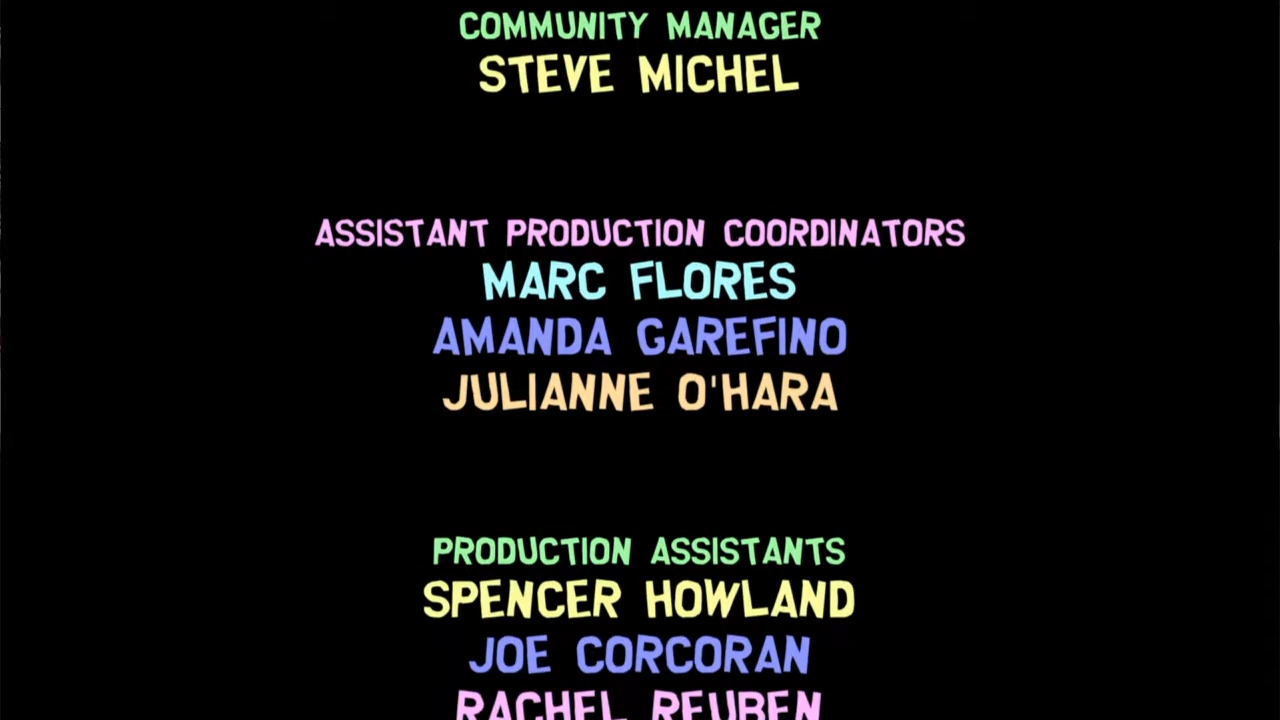 COMMUNITY MANAGER
STEVE MICHEL
ASSISTANT PRODUCTION COORDINATORS
MARC FLORES
AMANDA GAREFINO
JULIANNE O'HARA
PRODUCTION ASSISTANTS
SPENCER HOWLAND
JOE CORCORAN
RACHEL REUBEN